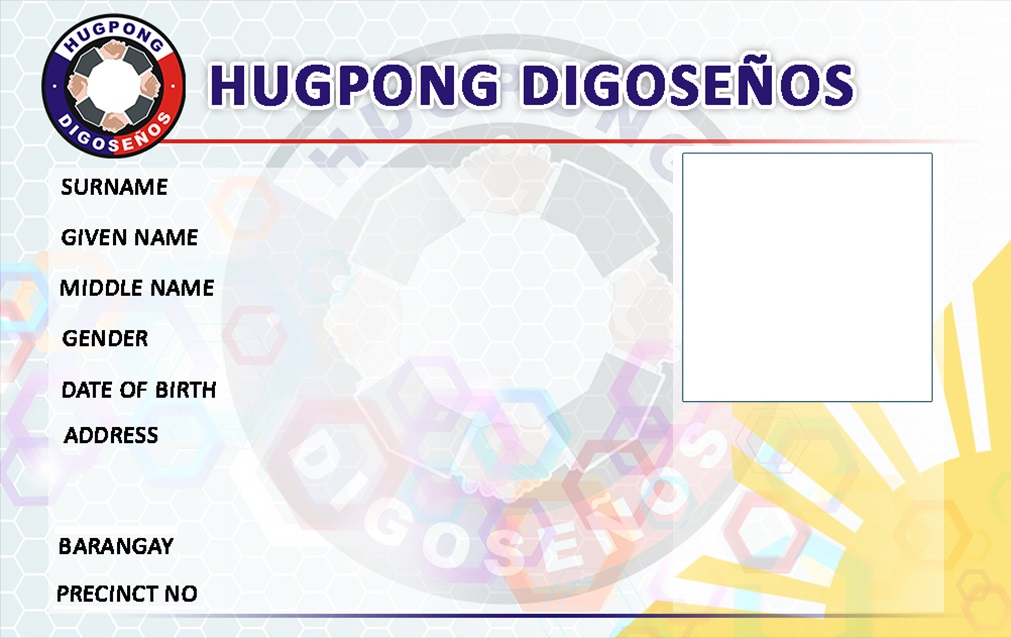 HUGPONG
DIGOSEÑOS
HUGPONG DIGOSEÑOS
HUGPONG
SURNAME
GIVEN NAME
MIDDLE NAME
GENDER
DATE OF BIRTH
ADDRESS
DIGOSEÑOS
BARANGAY
PRECINCT NO